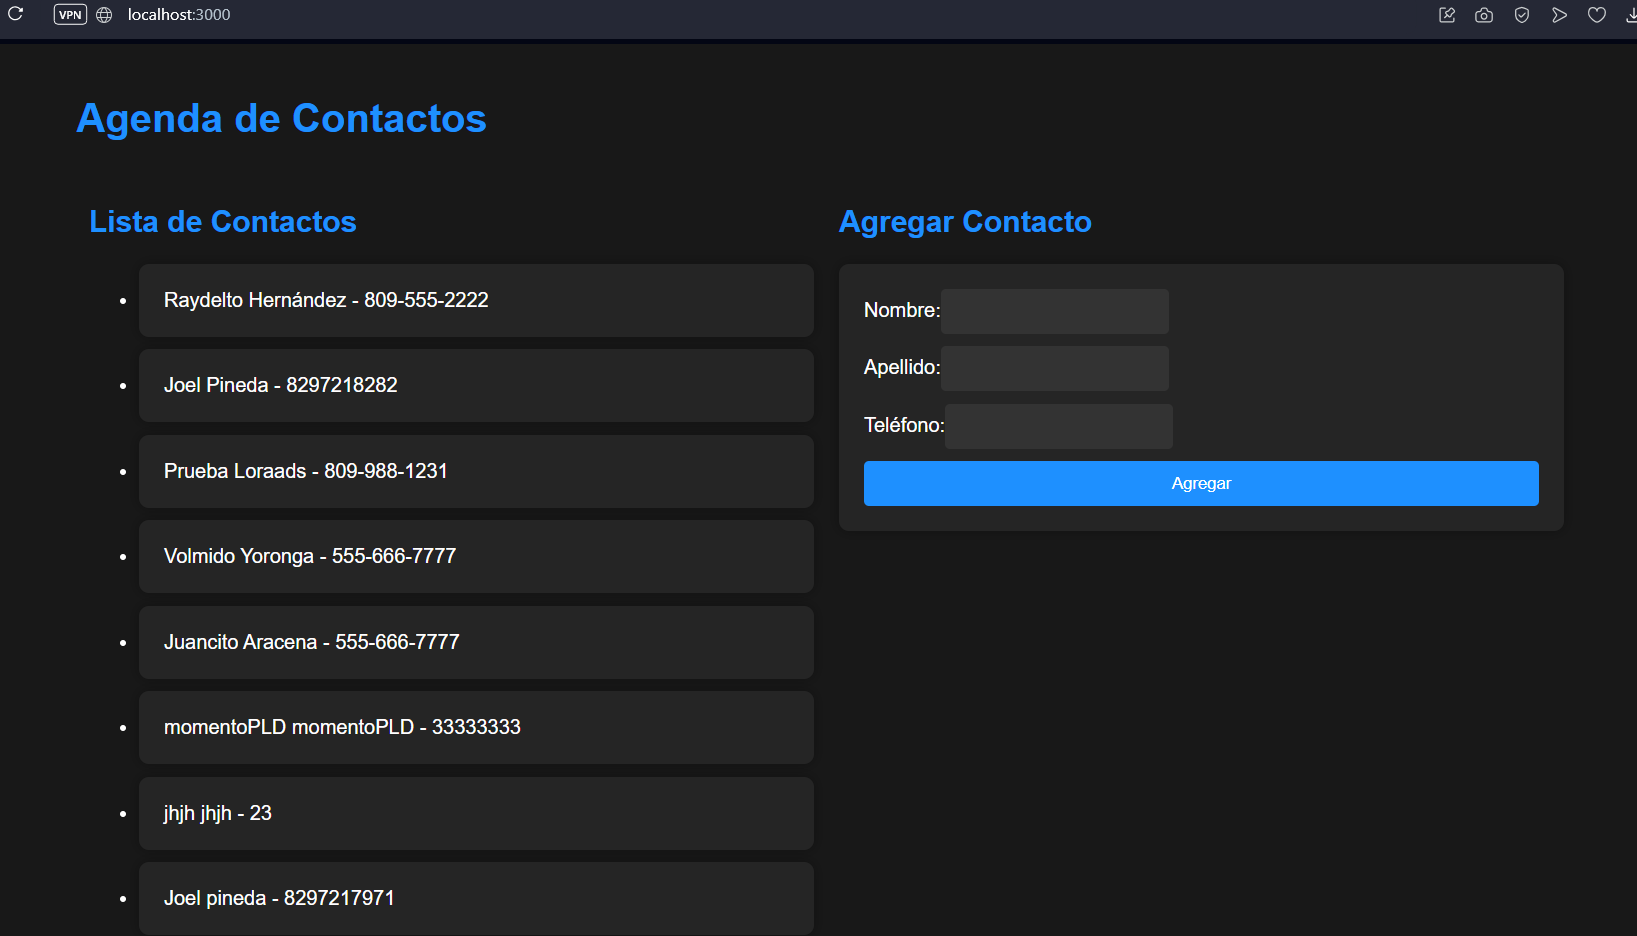 VPN localhost:3000
Agenda de Contactos
Lista de Contactos
Raydelto Hernández - 809-555-2222
Joel Pineda - 8297218282
Prueba Loraads - 809-988-1231
Volmido Yoronga - 555-666-7777
Juancito Aracena - 555-666-7777
momentoPLD momentoPLD - 33333333
jhjh jhjh - 23
Joel pineda - 8297217971
Agregar Contacto
Nombre:
Apellido:
Teléfono:
Agregar